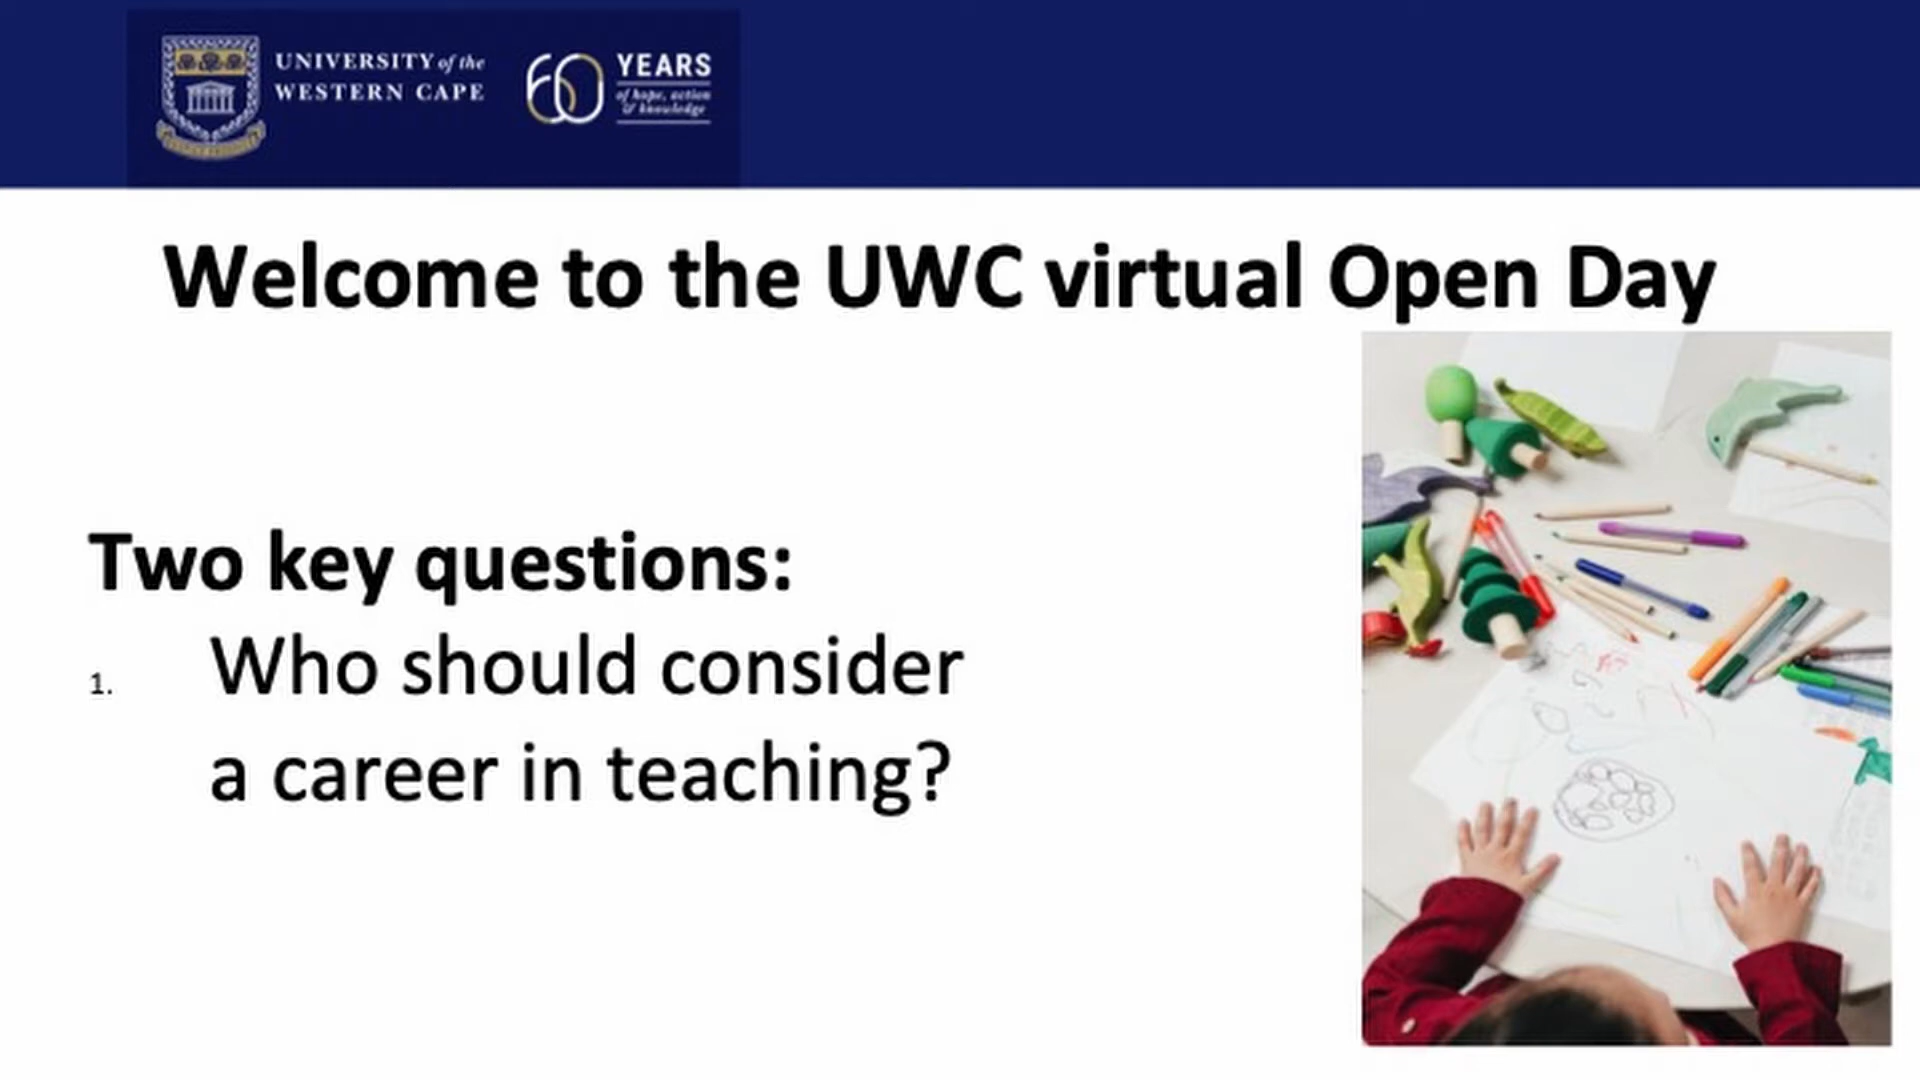 UNIVERSITY of the
WESTERN CAPE
60 YEARS
of hope, action
& knowledge
Welcome to the UWC virtual Open Day
Two key questions:
1. Who should consider
a career in teaching?